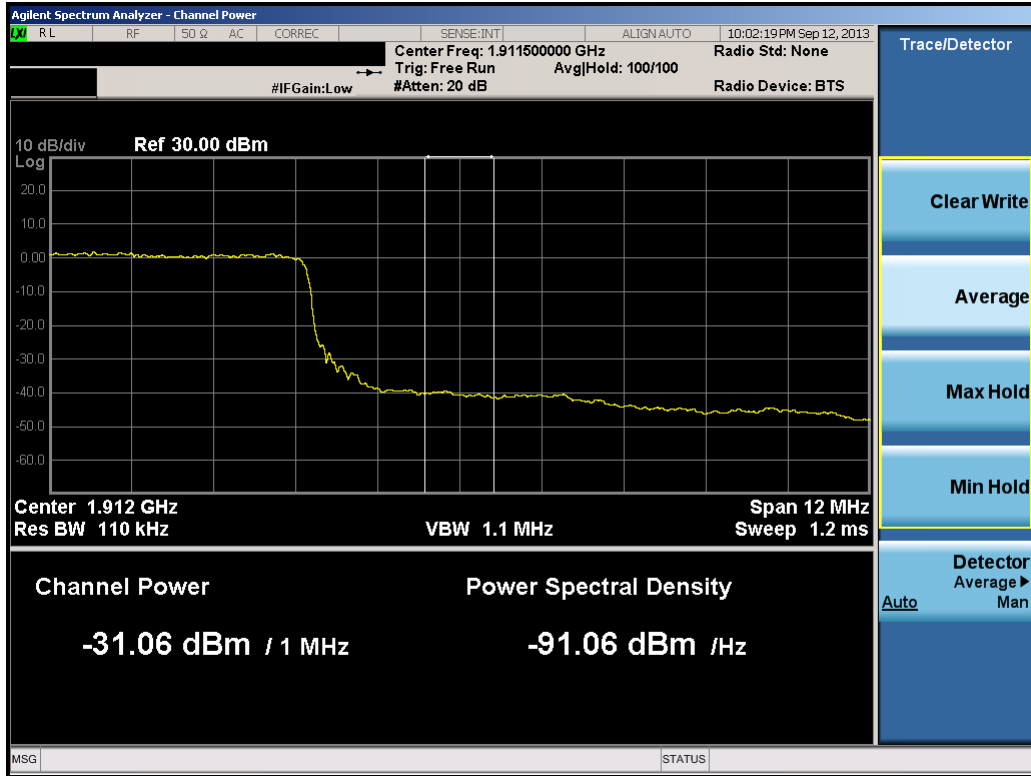 Agilent Spectrum Analyzer - Channel Power
LXI RL RF 50 Ω AC CORREC SENSE:INT ALIGN AUTO 10:02:19 PM Sep 12, 2013
Center Freq: 1.911500000 GHz Radio Std: None
Trig: Free Run Avg|Hold: 100/100
#IFGain:Low #Atten: 20 dB Radio Device: BTS
10 dB/div Ref 30.00 dBm
Log
20.0
10.0
0.00
-10.0
-20.0
-30.0
-40.0
-50.0
-60.0
Center 1.912 GHz Span 12 MHz
Res BW 110 kHz VBW 1.1 MHz Sweep 1.2 ms
Channel Power Power Spectral Density
-31.06 dBm / 1 MHz -91.06 dBm /Hz
MSG STATUS
Trace/Detector
Clear Write
Average
Max Hold
Min Hold
Detector
Average►
Auto Man